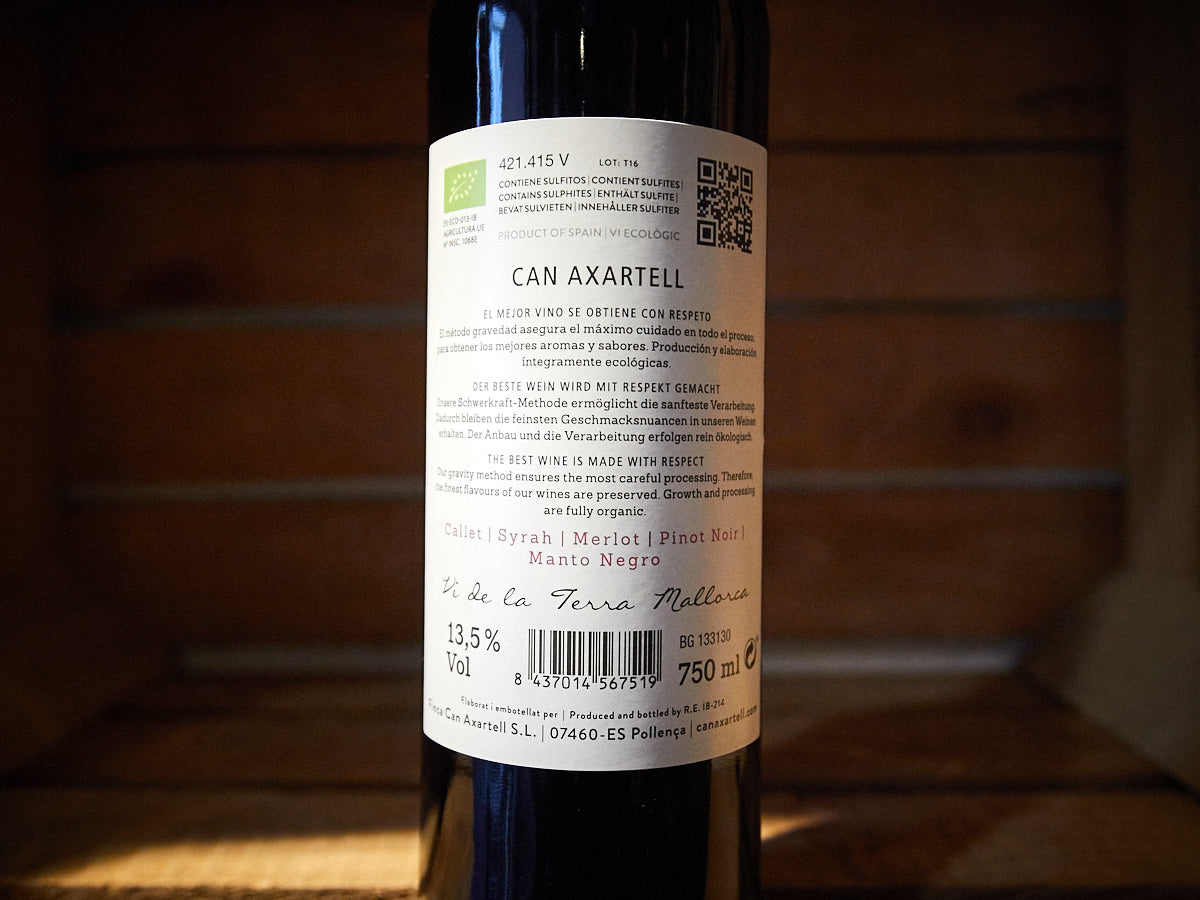 421.415 V LOT: T16
CONTIENE SULFITOS | CONTIENT SULFITES |
CONTAINS SULPHITES | ENTHÄLT SULFITE |
BEVAT SULVIETEN | INNEHÅLLER SULFITER
ES-ECO-013-IB
AGRICULTURA UE
Nº INSC. 1068E
PRODUCT OF SPAIN | VI ECOLÒGIC
CAN AXARTELL
EL MEJOR VINO SE OBTIENE CON RESPETO
El método gravedad asegura el máximo cuidado en todo el proceso,
para obtener los mejores aromas y sabores. Producción y elaboración
íntegramente ecológicas.
DER BESTE WEIN WIRD MIT RESPEKT GEMACHT
Unsere Schwerkraft-Methode ermöglicht die sanfteste Verarbeitung.
Dadurch bleiben die feinsten Geschmacksnuancen in unseren Weinen
erhalten. Der Anbau und die Verarbeitung erfolgen rein ökologisch.
THE BEST WINE IS MADE WITH RESPECT
Our gravity method ensures the most careful processing. Therefore,
the finest flavours of our wines are preserved. Growth and processing
are fully organic.
Callet | Syrah | Merlot | Pinot Noir |
Manto Negro
Vi de la Terra Mallorca
13,5 %
Vol
8 437014 567519
BG 133130
750 ml ℮
Elaborat i embotellat per | Produced and bottled by R.E. IB-214
Finca Can Axartell S.L. | 07460-ES Pollença | canaxartell.com